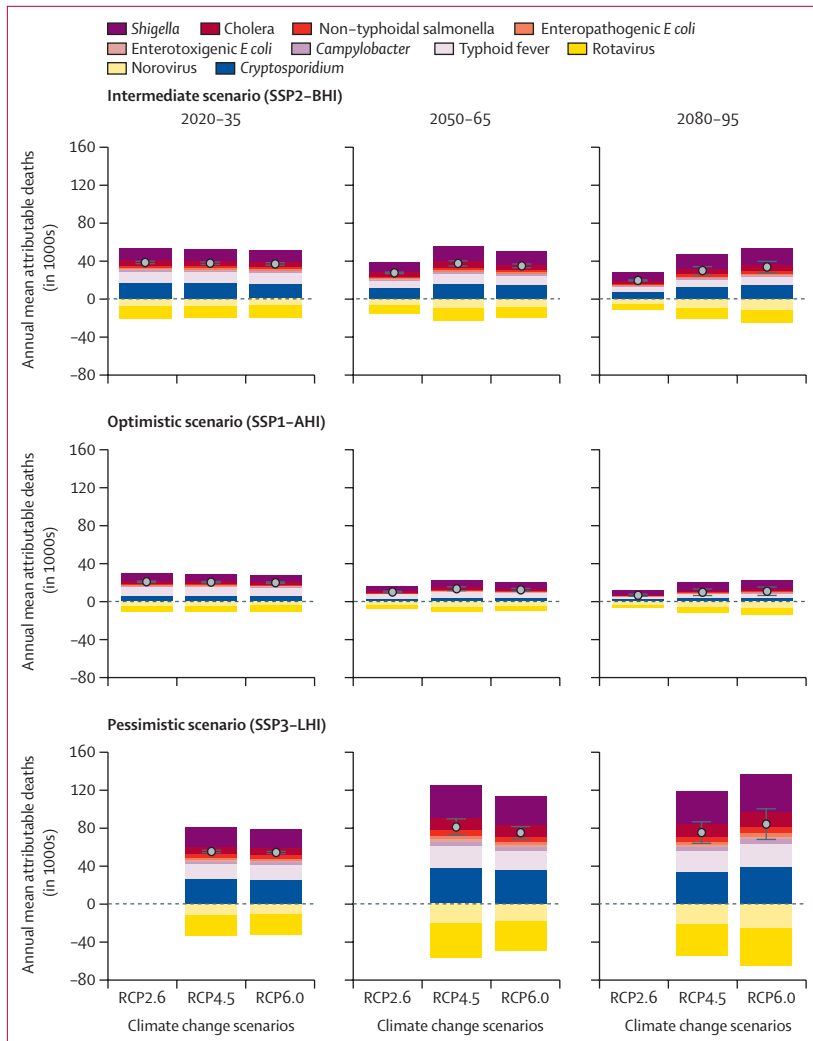 Shigella Cholera Non-typhoidal salmonella Enteropathogenic E coli
Enterotoxigenic E coli Campylobacter Typhoid fever Rotavirus
Norovirus Cryptosporidium
Intermediate scenario (SSP2–BHI)
2020–35 2050–65 2080–95
Annual mean attributable deaths
(in 1000s)
160
120
80
40
0
–40
–80
Optimistic scenario (SSP1–AHI)
Annual mean attributable deaths
(in 1000s)
160
120
80
40
0
–40
–80
Pessimistic scenario (SSP3–LHI)
Annual mean attributable deaths
(in 1000s)
160
120
80
40
0
–40
–80
RCP2.6 RCP4.5 RCP6.0 RCP2.6 RCP4.5 RCP6.0 RCP2.6 RCP4.5 RCP6.0
Climate change scenarios Climate change scenarios Climate change scenarios